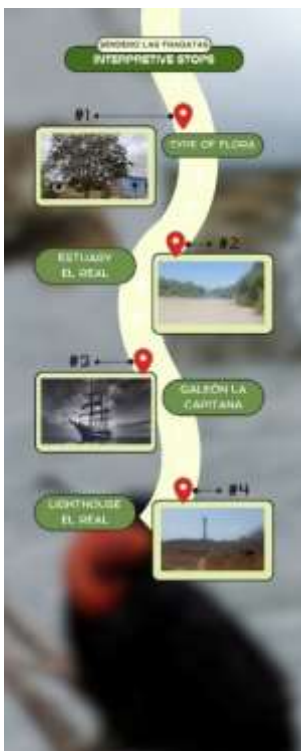 SENDERO LAS FRAGATAS
INTERPRETIVE STOPS
#1
TYPE OF FLORA
#2
ESTUARY
EL REAL
#3
GALEÓN LA
CAPITANA
#4
LIGHTHOUSE
EL REAL